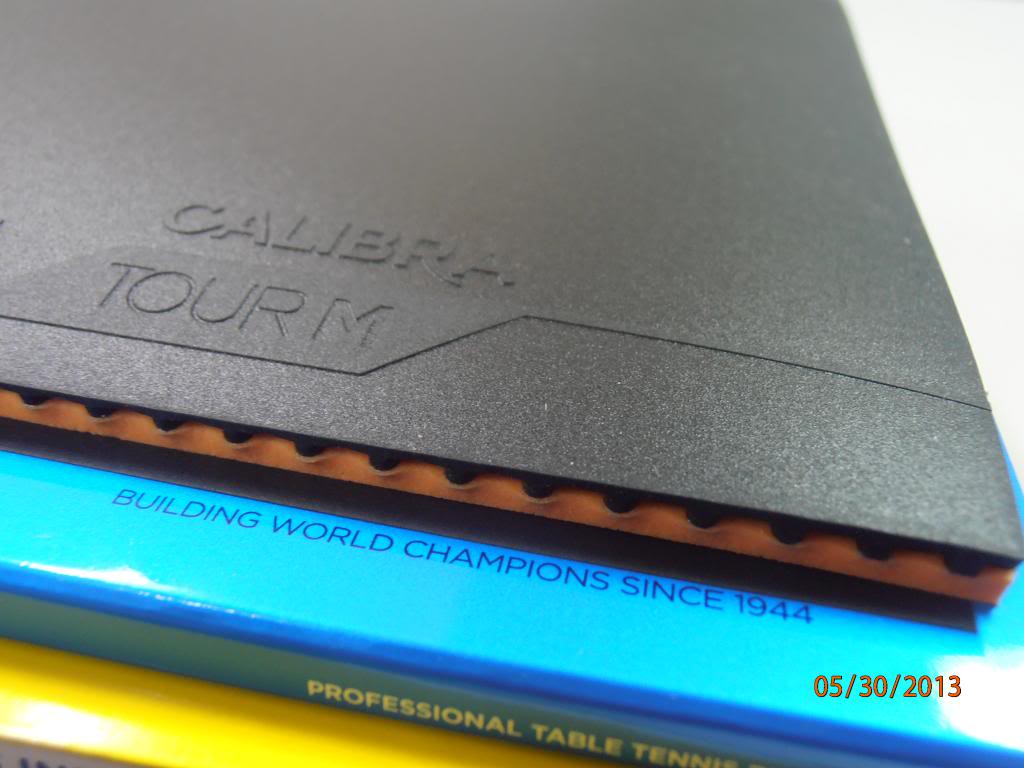 CALIBRA
TOUR M
BUILDING WORLD CHAMPIONS SINCE 1944
05/30/2013
PROFESSIONAL TABLE TENNIS